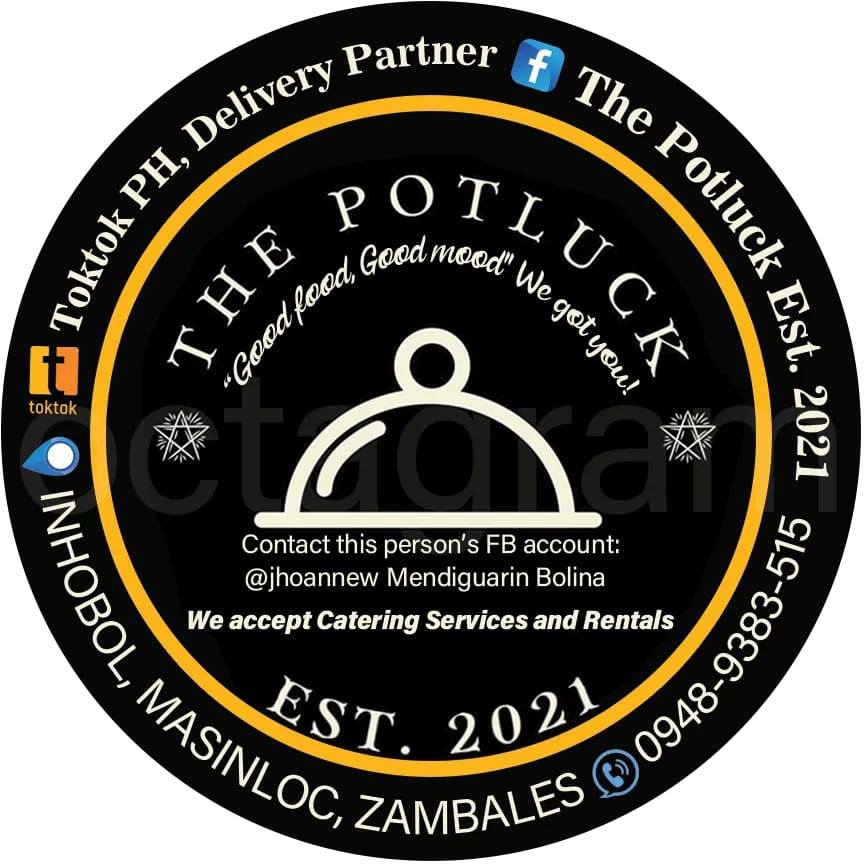 Toktok PH, Delivery Partner
The Potluck Est. 2021
THE POTLUCK
"Good food, Good mood" We got you!
toktok
octagram
Contact this person's FB account:
@jhoannew Mendiguarin Bolina
We accept Catering Services and Rentals
EST. 2021
INHOBOL, MASINLOC, ZAMBALES
0948-9383-515